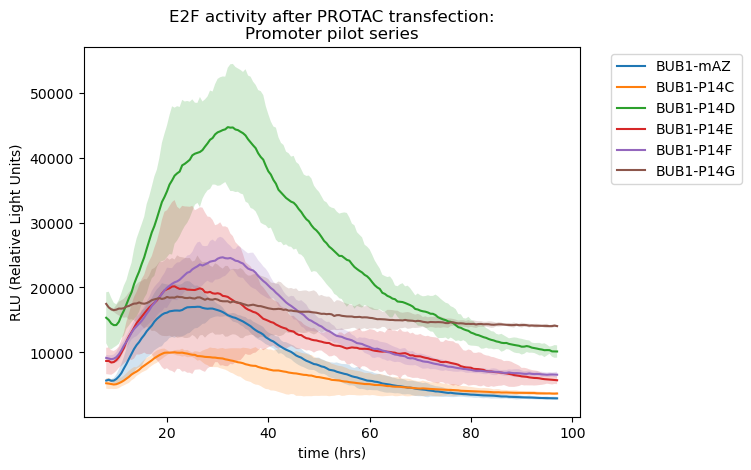 E2F activity after PROTAC transfection:
Promoter pilot series
RLU (Relative Light Units)
50000
40000
30000
20000
10000
20
40
60
80
100
time (hrs)
BUB1-mAZ
BUB1-P14C
BUB1-P14D
BUB1-P14E
BUB1-P14F
BUB1-P14G